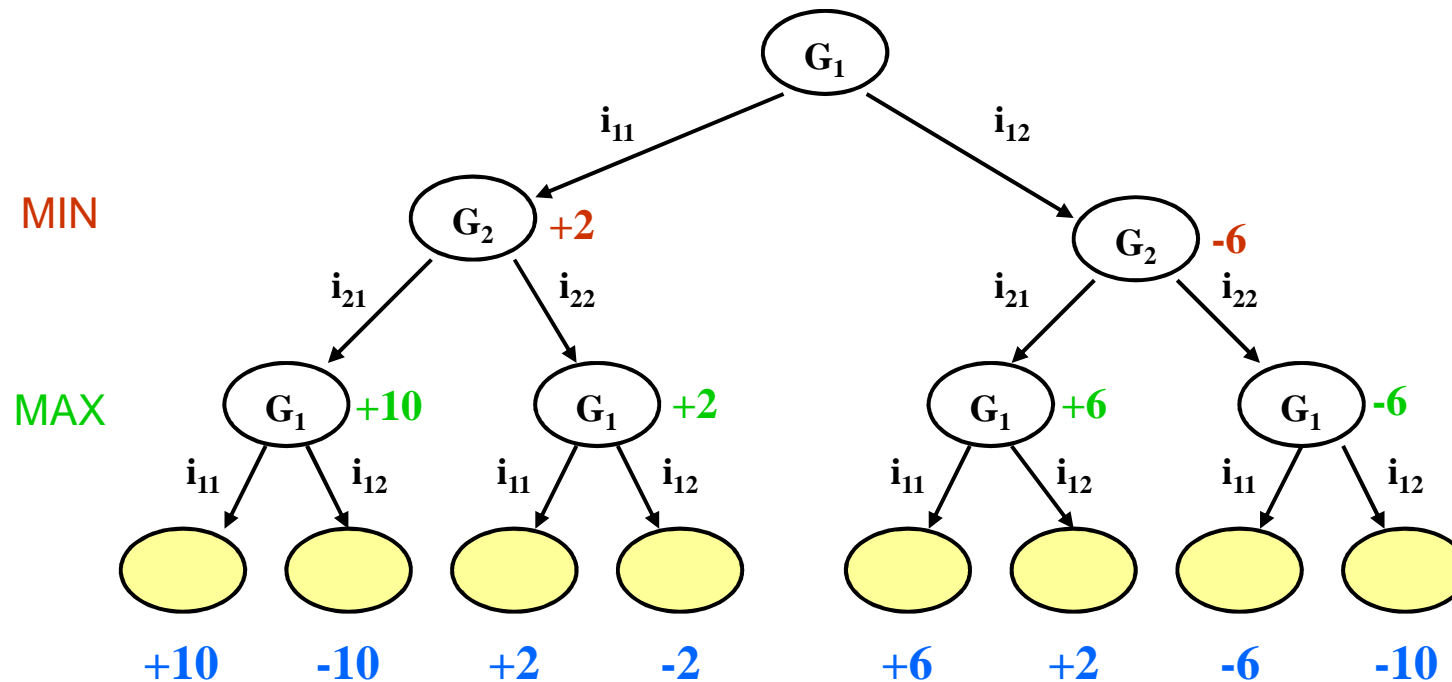 G₁
i₁₁ i₁₂
MIN G₂ +2 G₂ -6
i₂₁ i₂₂ i₂₁ i₂₂
MAX G₁ +10 G₁ +2 G₁ +6 G₁ -6
i₁₁ i₁₂ i₁₁ i₁₂ i₁₁ i₁₂ i₁₁ i₁₂
+10 -10 +2 -2 +6 +2 -6 -10